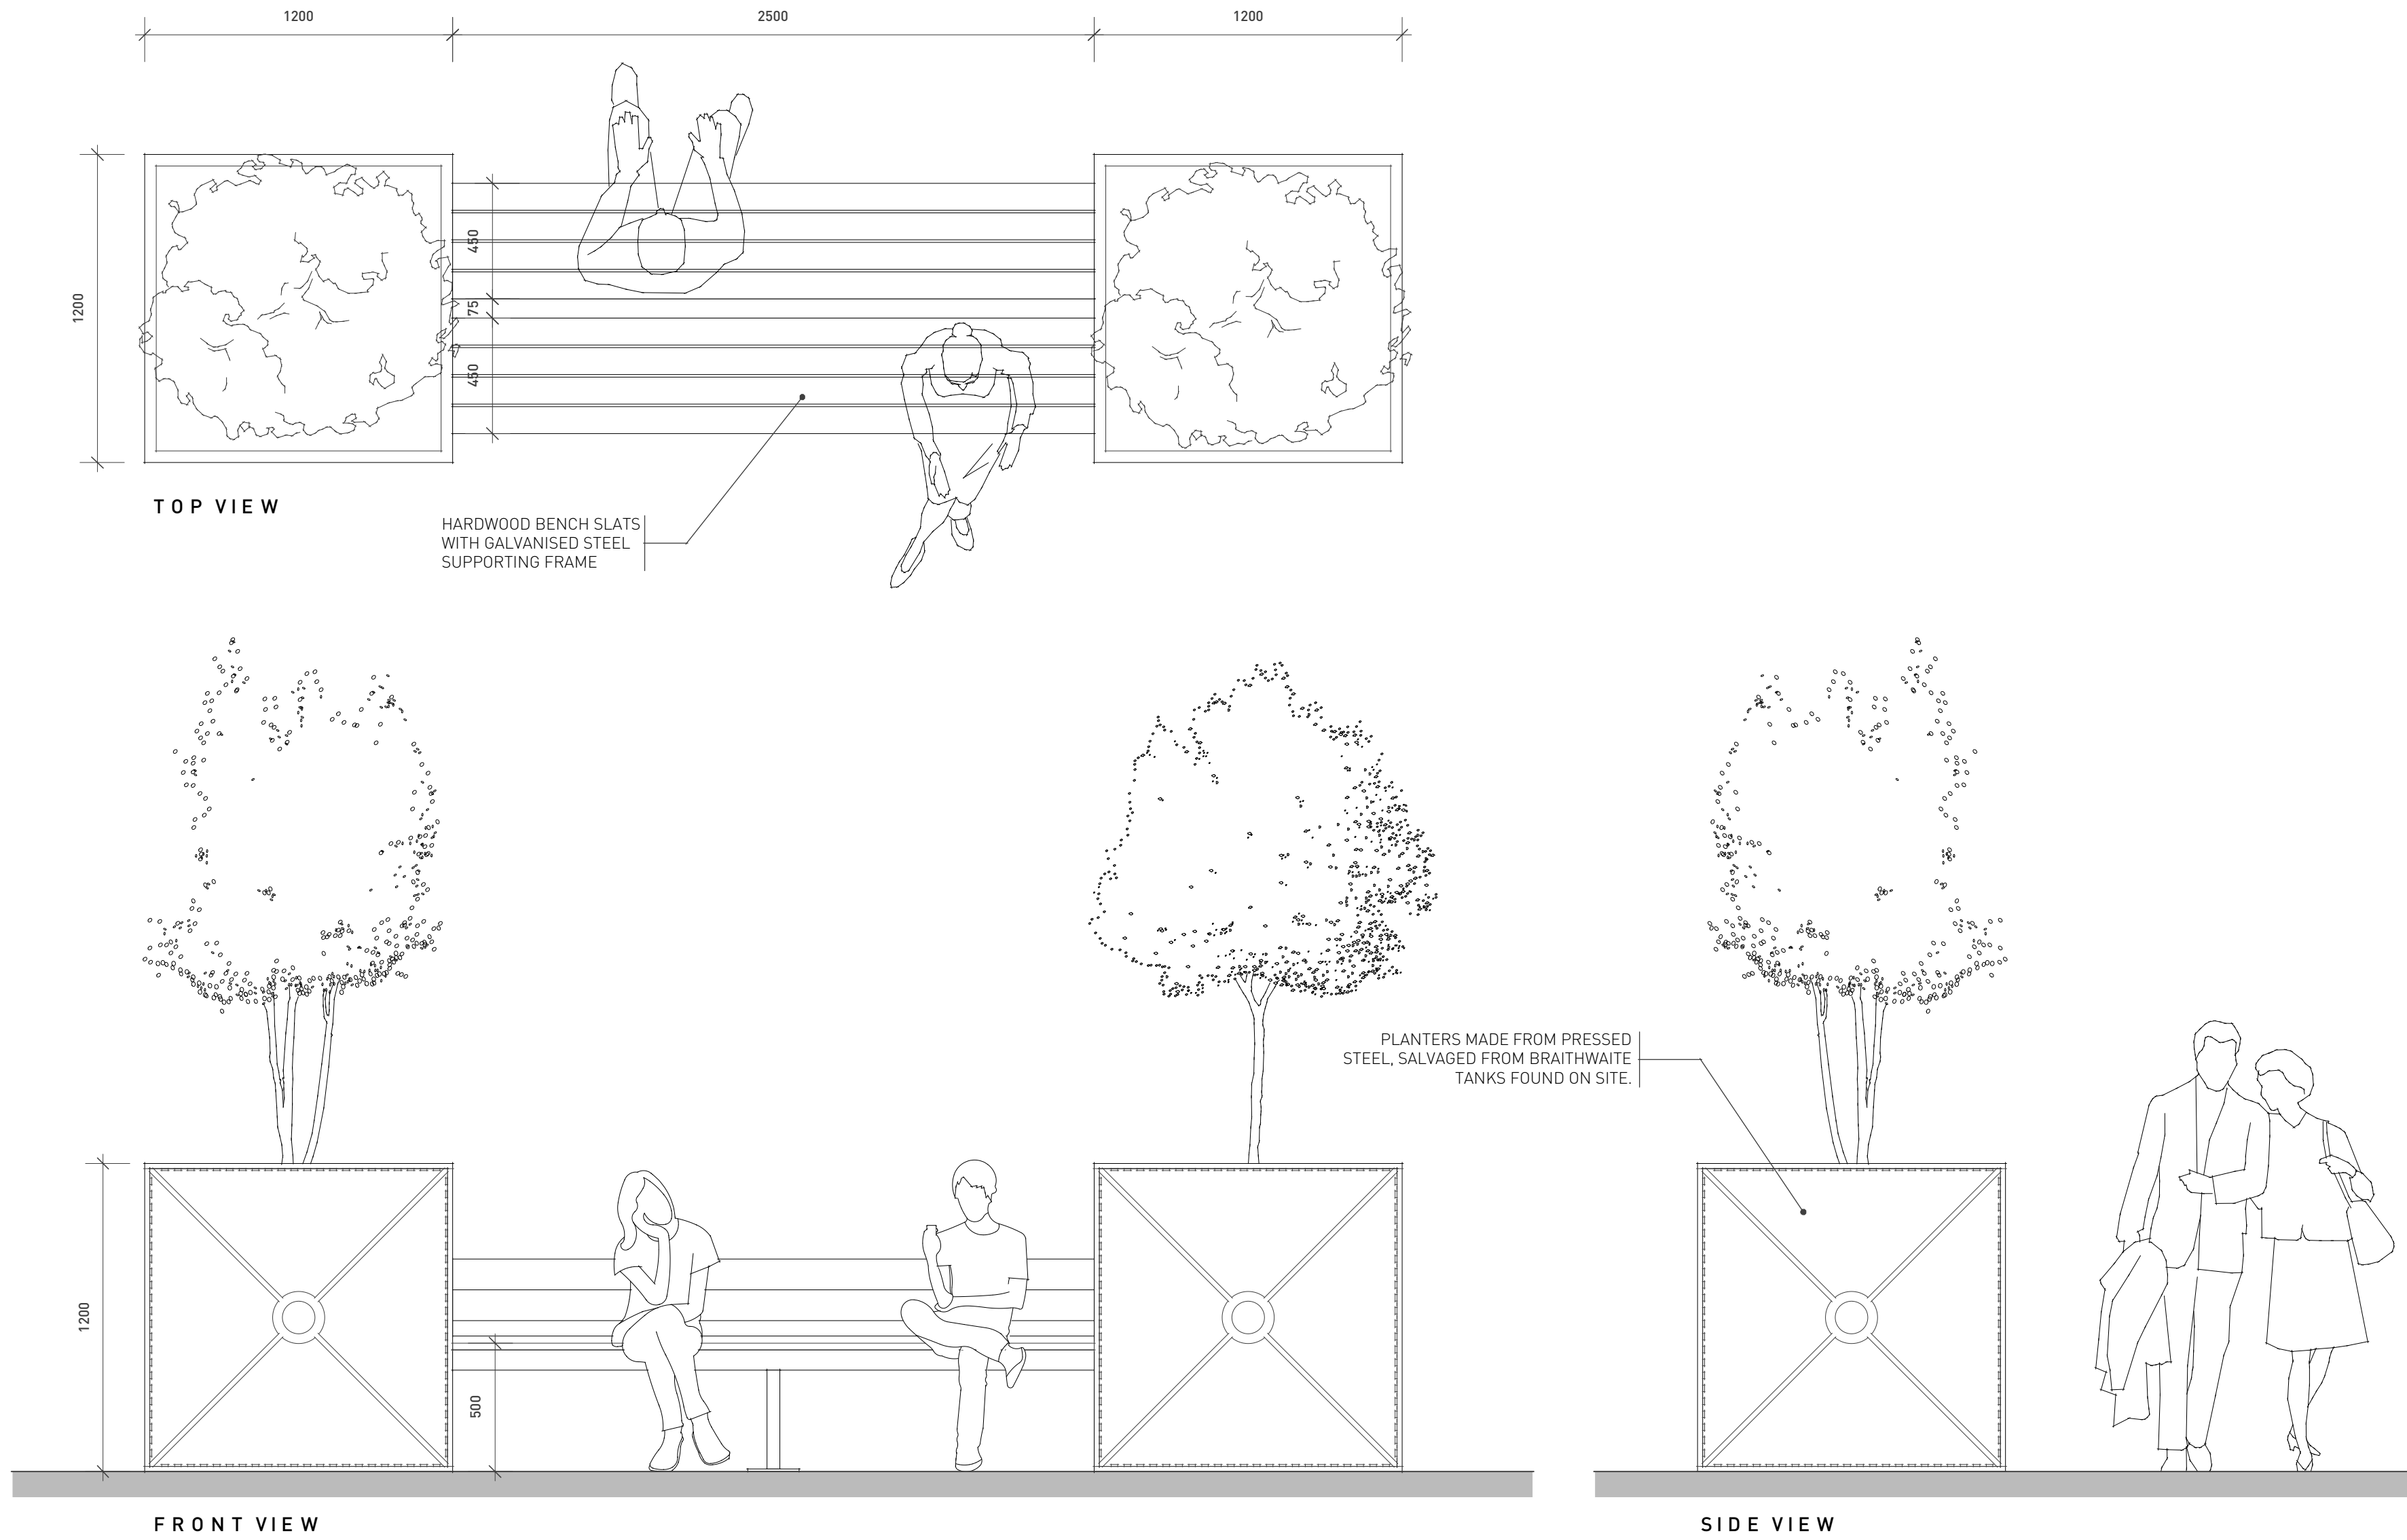 1200
2500
1200
1200
450
75
450
TOP VIEW
HARDWOOD BENCH SLATS
WITH GALVANISED STEEL
SUPPORTING FRAME
PLANTERS MADE FROM PRESSED
STEEL, SALVAGED FROM BRAITHWAITE
TANKS FOUND ON SITE.
1200
500
FRONT VIEW
SIDE VIEW